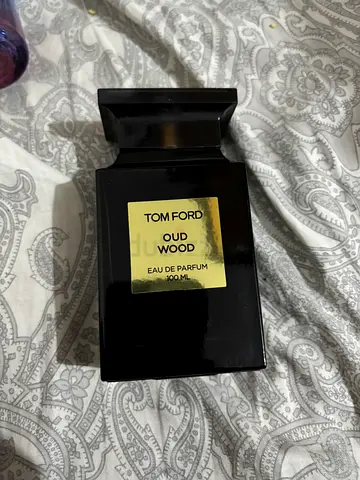 TOM FORD
OUD
WOOD
EAU DE PARFUM
100 ML